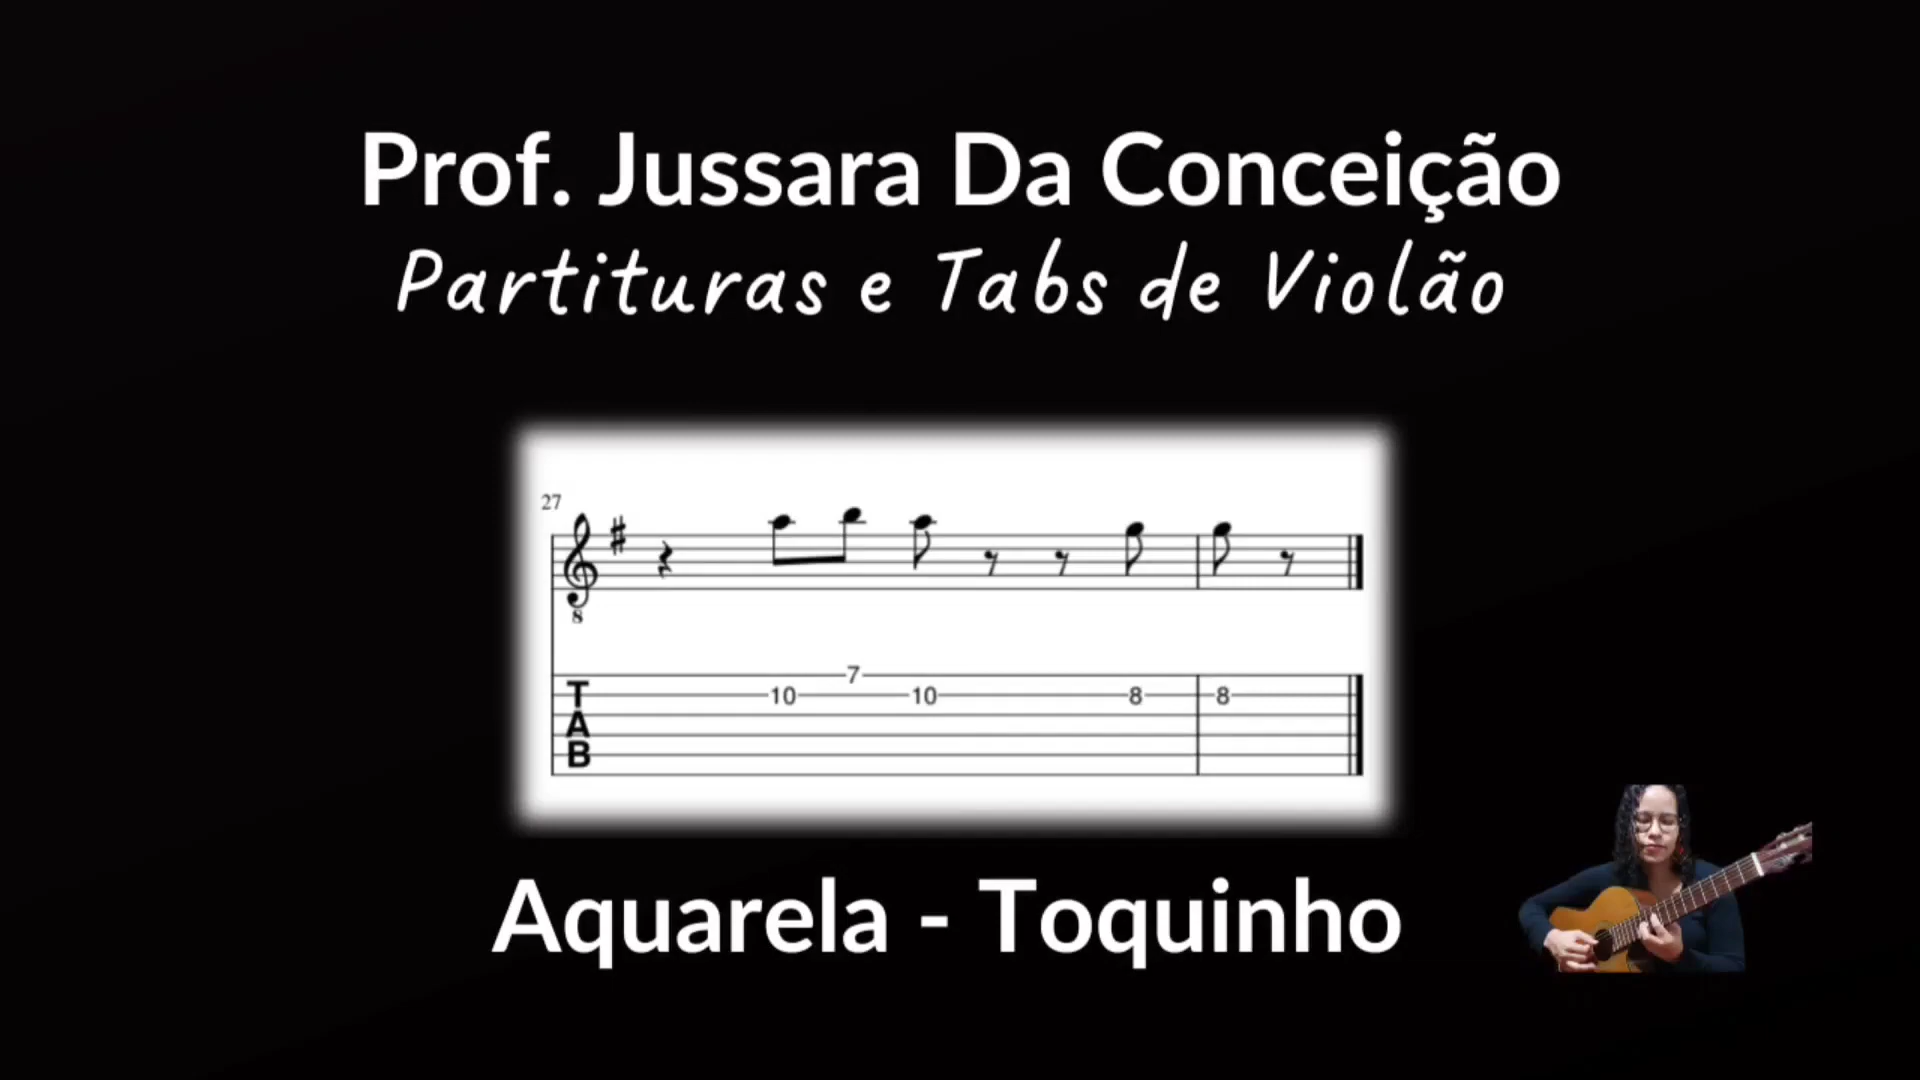 Prof. Jussara Da Conceição
Partituras e Tabs de Violão
27
8
7
T 10 10 8 8
A
B
Aquarela - Toquinho